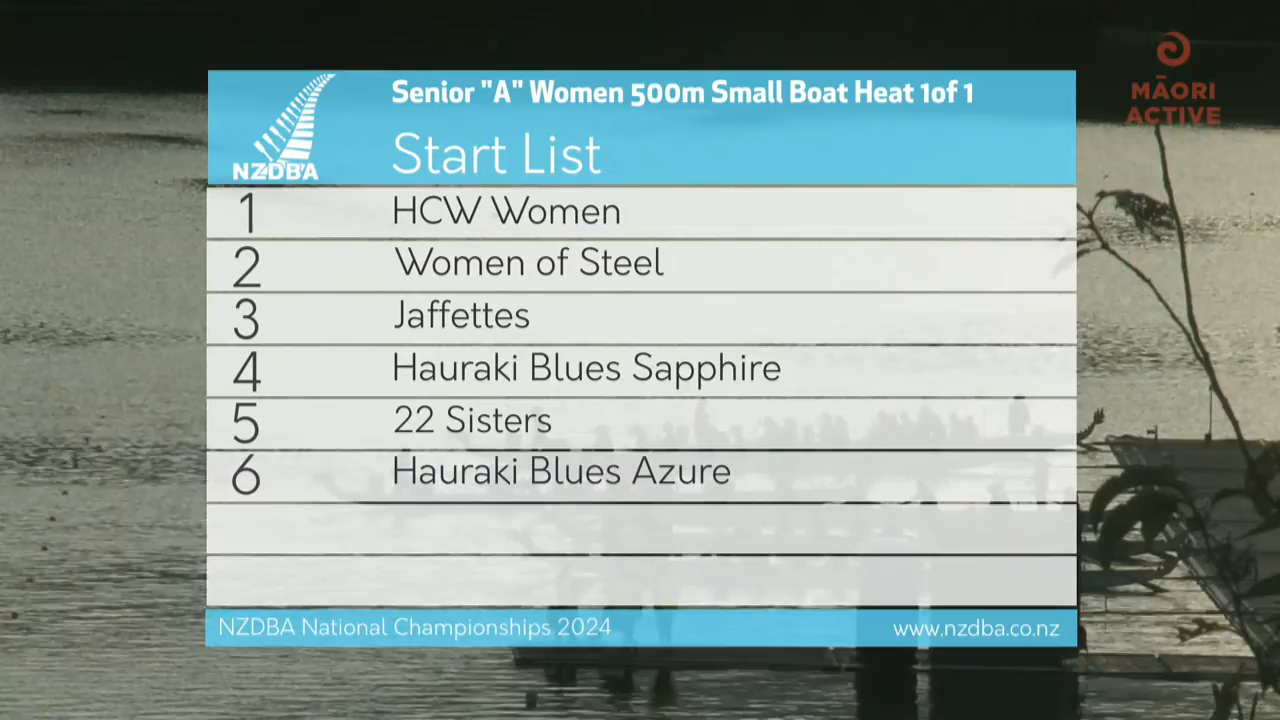 MĀORI
ACTIVE
NZDBA
Senior "A" Women 500m Small Boat Heat 1of 1
Start List
1 HCW Women
2 Women of Steel
3 Jaffettes
4 Hauraki Blues Sapphire
5 22 Sisters
6 Hauraki Blues Azure
NZDBA National Championships 2024 www.nzdba.co.nz